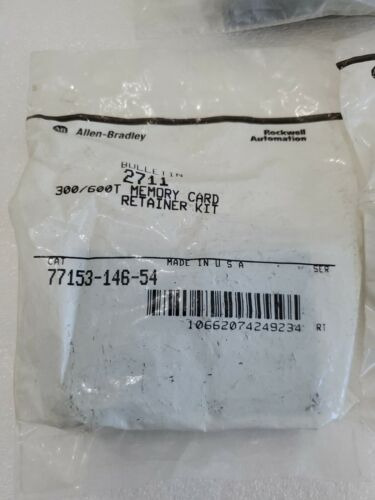 AB Allen-Bradley
Rockwell
Automation
BULLETIN
2711
300/600T MEMORY CARD
RETAINER KIT
CAT MADE IN U S A SER
77153-146-54
10662074249234 RT